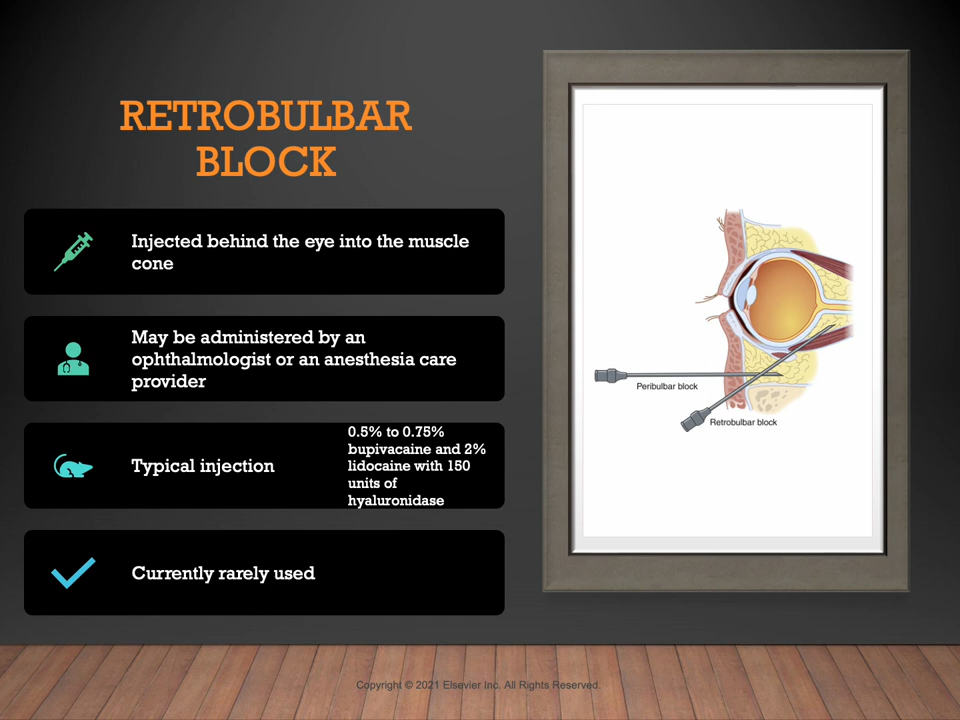 RETROBULBAR
BLOCK
Injected behind the eye into the muscle
cone
May be administered by an
ophthalmologist or an anesthesia care
provider
Typical injection
0.5% to 0.75%
bupivacaine and 2%
lidocaine with 150
units of
hyaluronidase
Currently rarely used
Peribulbar block
Retrobulbar block
Copyright © 2021 Elsevier Inc. All Rights Reserved.